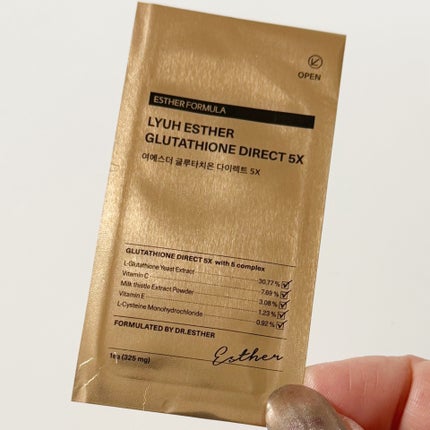 OPEN
ESTHER FORMULA
LYUH ESTHER
GLUTATHIONE DIRECT 5X
여에스더 글루타치온 다이렉트 5X
GLUTATHIONE DIRECT 5X with 5 complex
L-Glutathione Yeast Extract 30.77 %
Vitamin C 7.69 %
Milk thistle Extract Powder 3.08 %
Vitamin E 1.23 %
L-Cysteine Monohydrochloride 0.92 %
FORMULATED BY DR.ESTHER
1ea (325 mg)
Esther